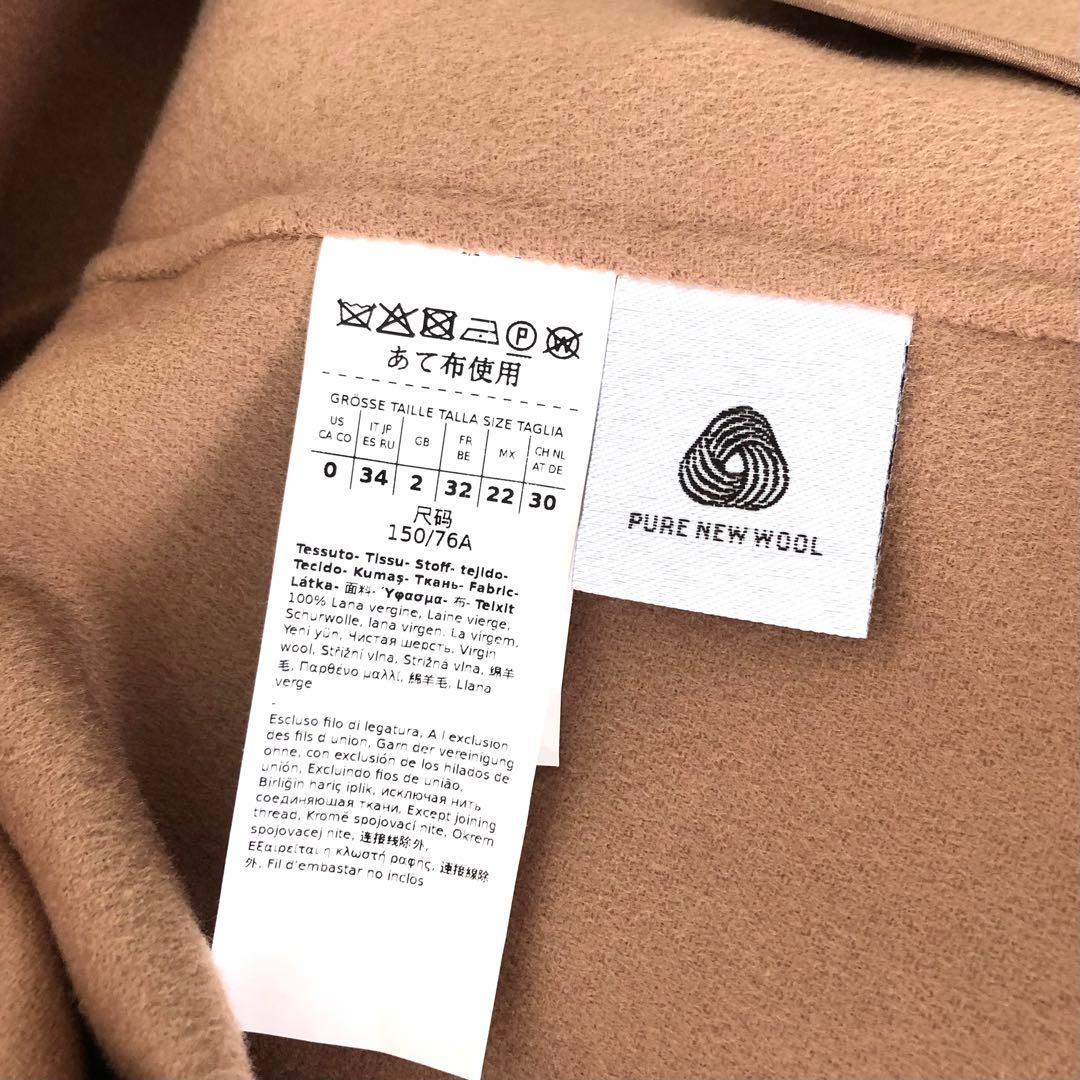 P
W
あて布使用
GRÖSSE TAILLE TALLA SIZE TAGLIA
US CA CO
IT JP ES RU
GB
FR BE
MX
CH NL AT DE
0 34 2 32 22 30
尺码
150/76A
Tessuto- Tissu- Stoff- tejido-
Tecido- Kumaş- Ткань- Fabric-
Látka- 面料- Ύφασμα- 布- Teixit
100% Lana vergine, Laine vierge,
Schurwolle, lana virgen, La virgem,
Yeni yün, Чистая шерсть, Virgin
wool, Střižní vlna, Strižná vlna, 绵羊
毛, Παρθένο μαλλί, 綿羊毛, Llana
verge
-
Escluso filo di legatura, A l exclusion
des fils d union, Garn der vereinigung
ohne, con exclusión de los hilados de
unión, Excluindo fios de união,
Birliğin hariç iplik, исключая нить
соединяющая ткани, Except joining
thread, Kromě spojovací nite, Okrem
spojovacej nite, 连接线除外,
Εξαιρείται η κλωστή ραφής, 連接線除
外, Fil d'embastar no inclòs
PURE NEW WOOL